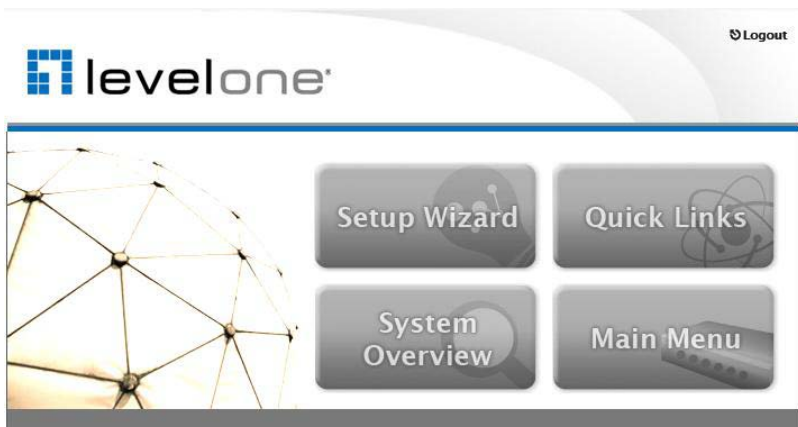 Logout
levelone®
Setup Wizard
Quick Links
System
Overview
Main Menu